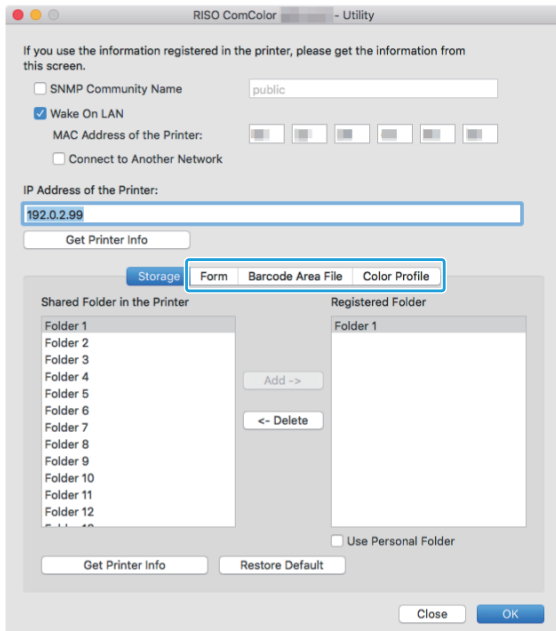 RISO ComColor - Utility
If you use the information registered in the printer, please get the information from
this screen.
SNMP Community Name
public
Wake On LAN
MAC Address of the Printer:
Connect to Another Network
IP Address of the Printer:
192.0.2.99
Get Printer Info
Storage Form Barcode Area File Color Profile
Shared Folder in the Printer
Registered Folder
Folder 1
Folder 2
Folder 3
Folder 4
Folder 5
Folder 6
Folder 7
Folder 8
Folder 9
Folder 10
Folder 11
Folder 12
Add ->
<- Delete
Folder 1
Use Personal Folder
Get Printer Info
Restore Default
Close
OK